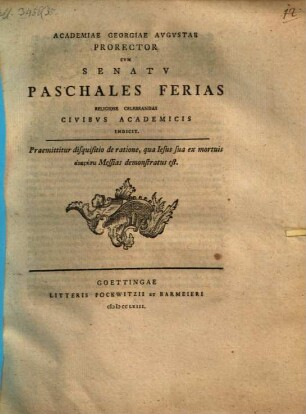 ACADEMIAE GEORGIAE AVGVSTAE
PRORECTOR
CVM
SENATV
PASCHALES FERIAS
RELIGIOSE CELEBRANDAS
CIVIBVS ACADEMICIS
INDICIT.
Praemittitur disquisitio de ratione, qua Iesus sua ex mortuis
Messias demonstratus est.
GOETTINGAE
LITTERIS POCKWITZII ET BARMEIERI